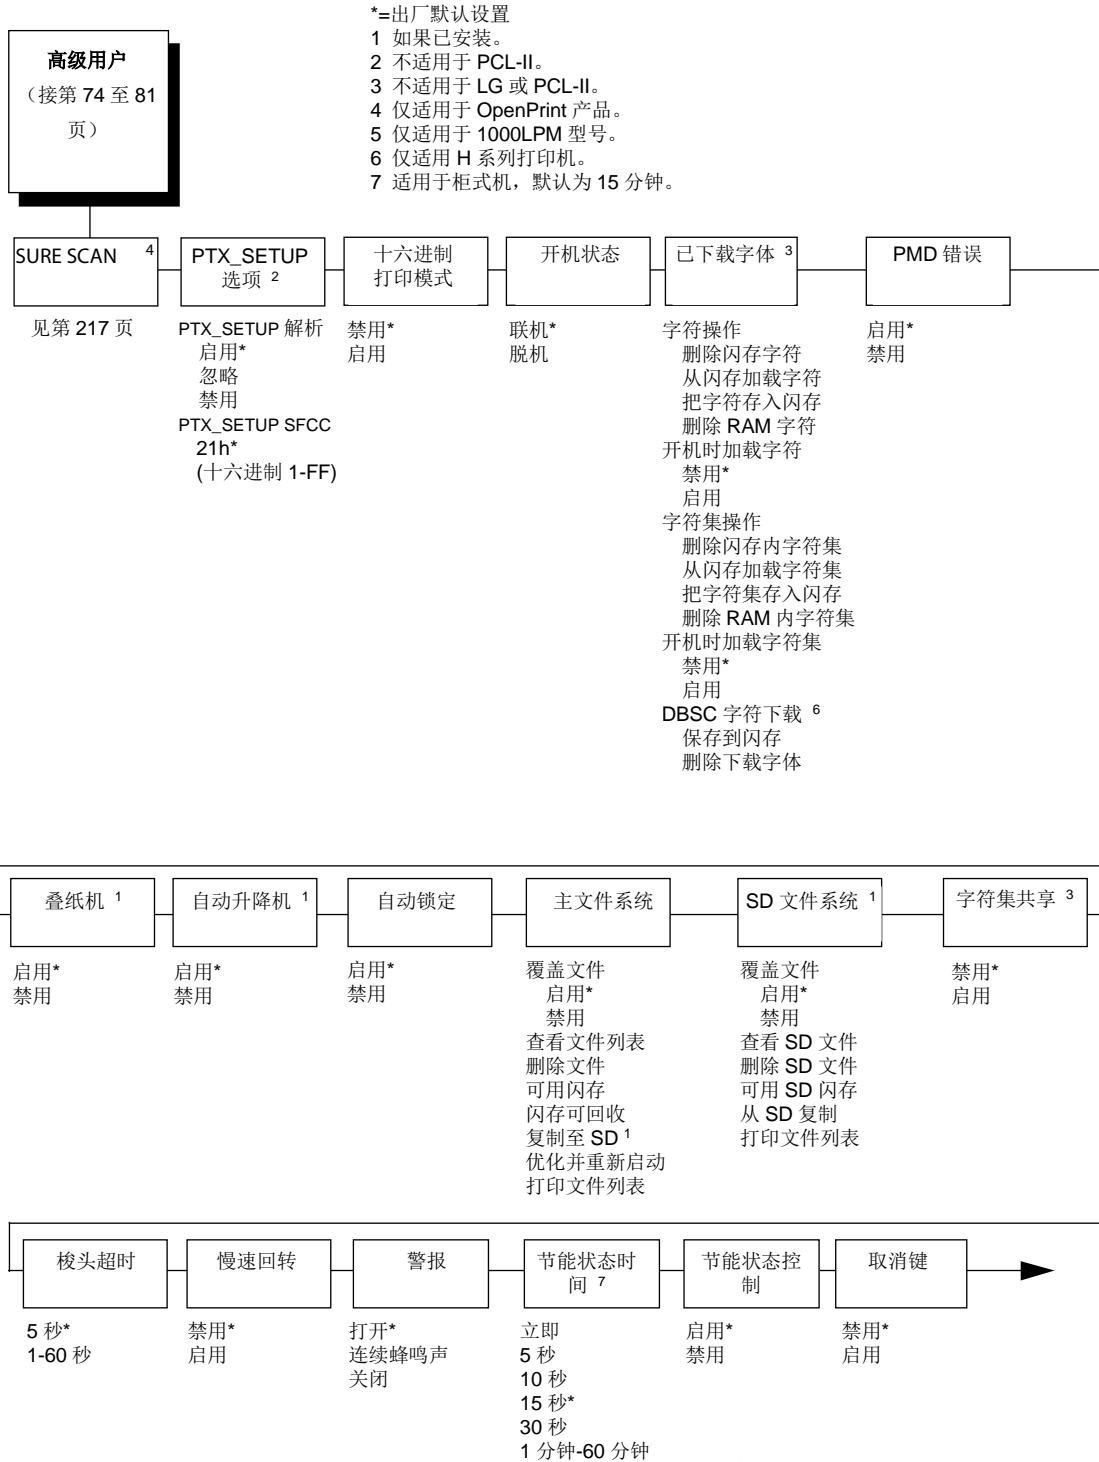 *=出厂默认设置
1 如果已安装。
2 不适用于 PCL-II。
3 不适用于 LG 或 PCL-II。
4 仅适用于 OpenPrint 产品。
5 仅适用于 1000LPM 型号。
6 仅适用 H 系列打印机。
7 适用于柜式机，默认为 15 分钟。
高级用户
（接第 74 至 81
页）
SURE SCAN 4
见第 217 页
PTX_SETUP
选项 2
PTX_SETUP 解析
启用*
忽略
禁用
PTX_SETUP SFCC
21h*
(十六进制 1-FF)
十六进制
打印模式
禁用*
启用
开机状态
联机*
脱机
已下载字体 3
字符操作
删除闪存字符
从闪存加载字符
把字符存入闪存
删除 RAM 字符
开机时加载字符
禁用*
启用
字符集操作
删除闪存内字符集
从闪存加载字符集
把字符集存入闪存
删除 RAM 内字符集
开机时加载字符集
禁用*
启用
DBSC 字符下载 6
保存到闪存
删除下载字体
PMD 错误
启用*
禁用
叠纸机 1
启用*
禁用
自动升降机 1
启用*
禁用
自动锁定
启用*
禁用
主文件系统
覆盖文件
启用*
禁用
查看文件列表
删除文件
可用闪存
闪存可回收
复制至 SD 1
优化并重新启动
打印文件列表
SD 文件系统 1
覆盖文件
启用*
禁用
查看 SD 文件
删除 SD 文件
可用 SD 闪存
从 SD 复制
打印文件列表
字符集共享 3
禁用*
启用
梭头超时
5 秒*
1-60 秒
慢速回转
禁用*
启用
警报
打开*
连续蜂鸣声
关闭
节能状态时
间 7
立即
5 秒
10 秒
15 秒*
30 秒
1 分钟-60 分钟
节能状态控
制
启用*
禁用
取消键
禁用*
启用